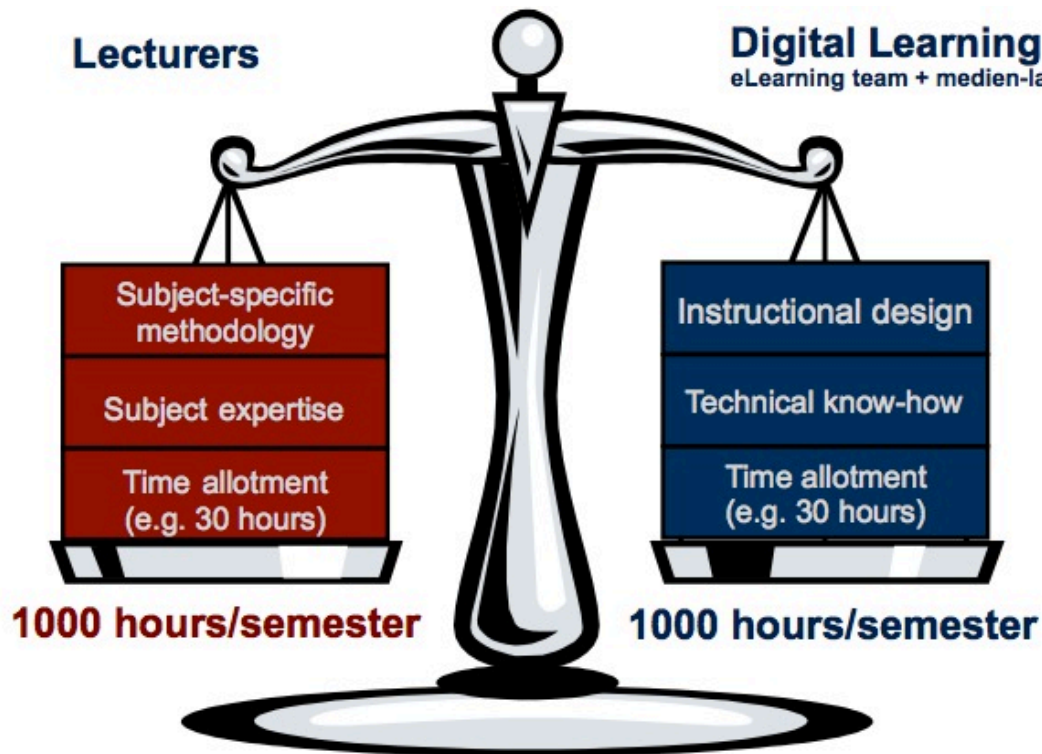 Lecturers
Digital Learning
eLearning team + medien-la
Subject-specific
methodology
Subject expertise
Time allotment
(e.g. 30 hours)
Instructional design
Technical know-how
Time allotment
(e.g. 30 hours)
1000 hours/semester
1000 hours/semester